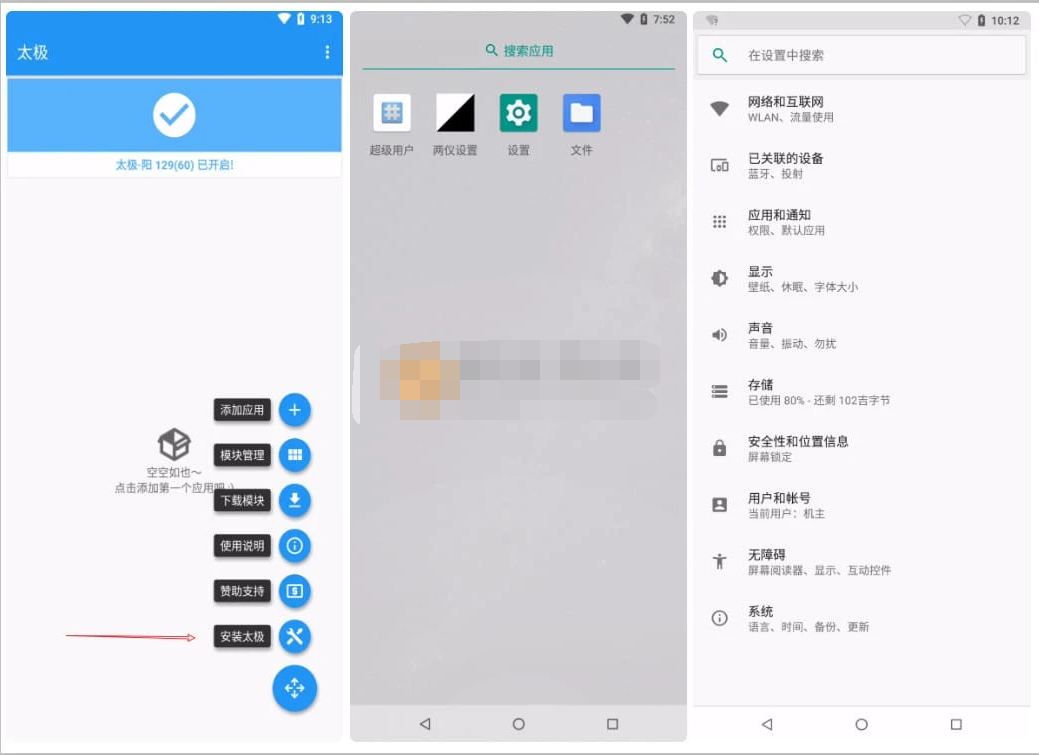 9:13
太极
太极-阳 129(60) 已开启!
添加应用
模块管理
空空如也～
点击添加第一个应用吧 :)
下载模块
使用说明
赞助支持
安装太极
7:52
搜索应用
超级用户
两仪设置
设置
文件
10:12
在设置中搜索
网络和互联网
WLAN、流量使用
已关联的设备
蓝牙、投射
应用和通知
权限、默认应用
显示
壁纸、休眠、字体大小
声音
音量、振动、勿扰
存储
已使用 80% - 还剩 102吉字节
安全性和位置信息
屏幕锁定
用户和帐号
当前用户：机主
无障碍
屏幕阅读器、显示、互动控件
系统
语言、时间、备份、更新